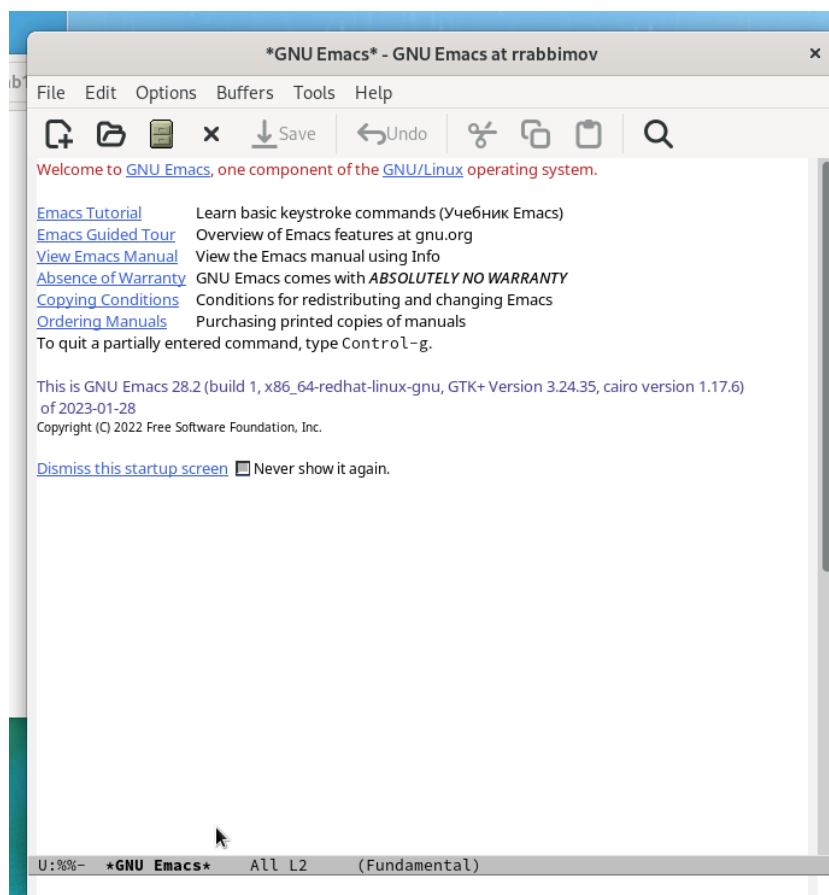 *GNU Emacs* - GNU Emacs at rrabbimov
File Edit Options Buffers Tools Help
Save Undo
Welcome to GNU Emacs, one component of the GNU/Linux operating system.
Emacs Tutorial Learn basic keystroke commands (Учебник Emacs)
Emacs Guided Tour Overview of Emacs features at gnu.org
View Emacs Manual View the Emacs manual using Info
Absence of Warranty GNU Emacs comes with ABSOLUTELY NO WARRANTY
Copying Conditions Conditions for redistributing and changing Emacs
Ordering Manuals Purchasing printed copies of manuals
To quit a partially entered command, type Control-g.
This is GNU Emacs 28.2 (build 1, x86_64-redhat-linux-gnu, GTK+ Version 3.24.35, cairo version 1.17.6)
of 2023-01-28
Copyright (C) 2022 Free Software Foundation, Inc.
Dismiss this startup screen Never show it again.
U:%%- *GNU Emacs* All L2 (Fundamental)